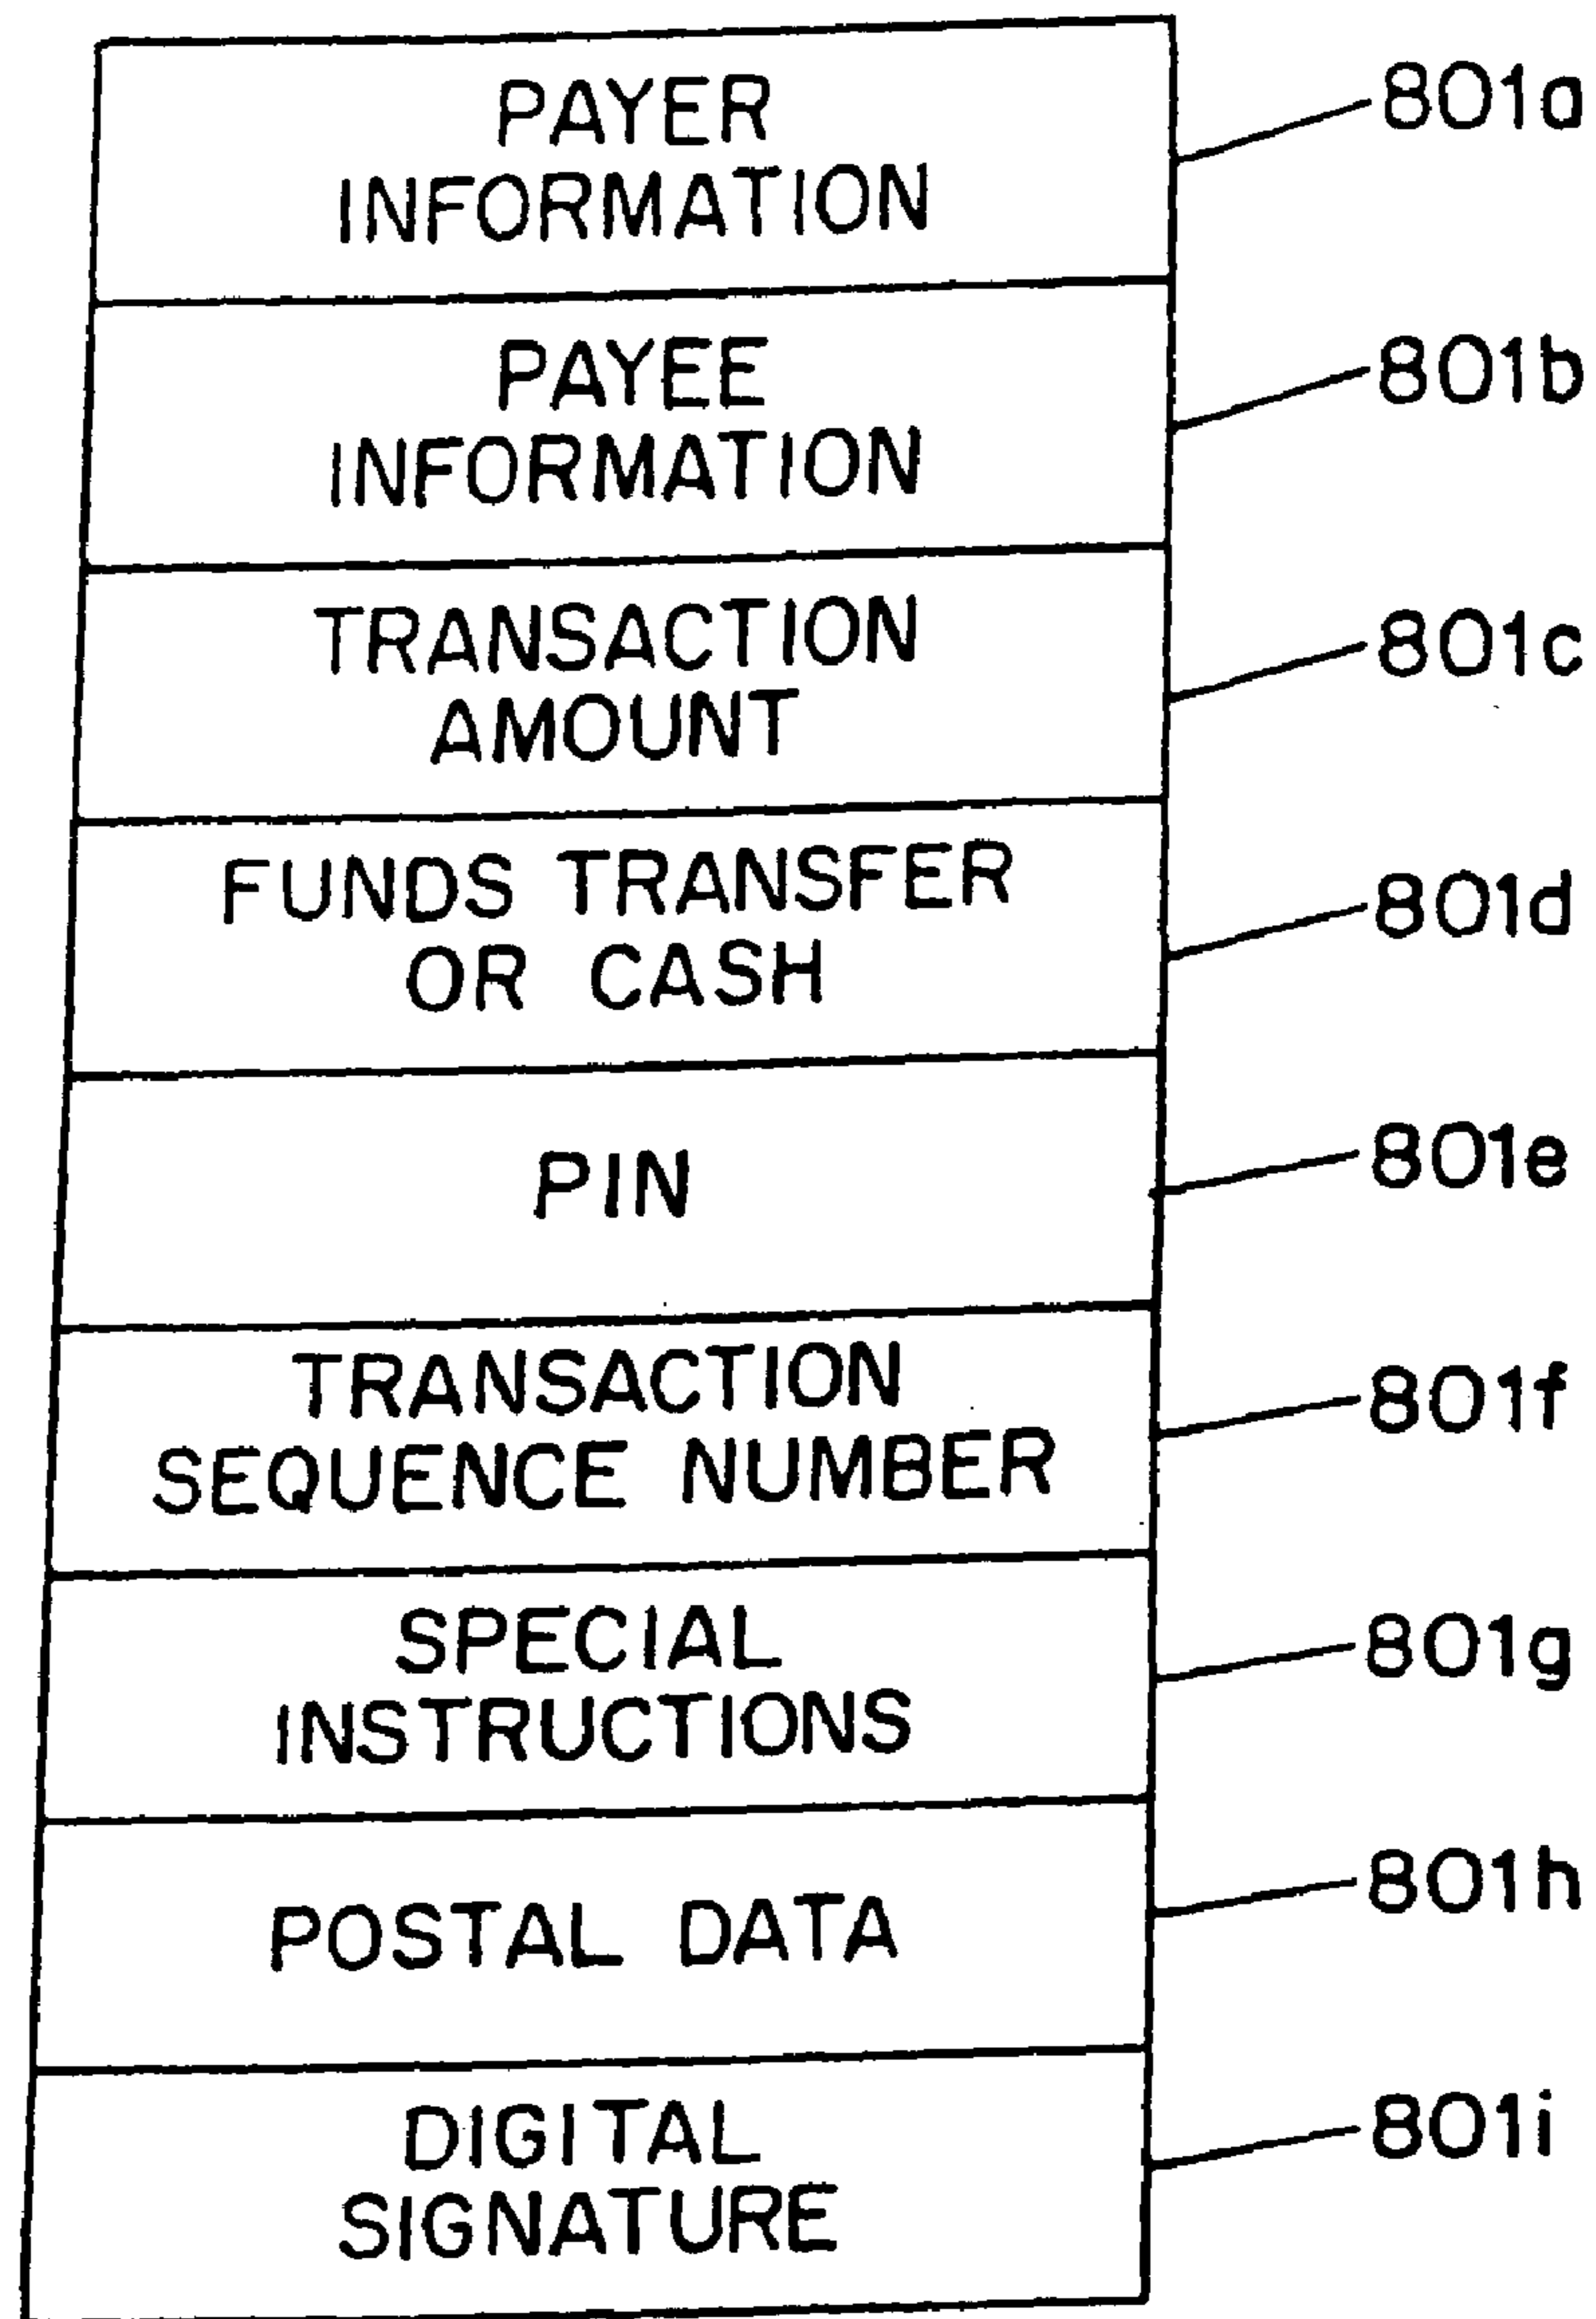 PAYER
INFORMATION
801a
PAYEE
INFORMATION
801b
TRANSACTION
AMOUNT
801c
FUNDS TRANSFER
OR CASH
801d
PIN
801e
TRANSACTION
SEQUENCE NUMBER
801f
SPECIAL
INSTRUCTIONS
801g
POSTAL DATA
801h
DIGITAL
SIGNATURE
801i